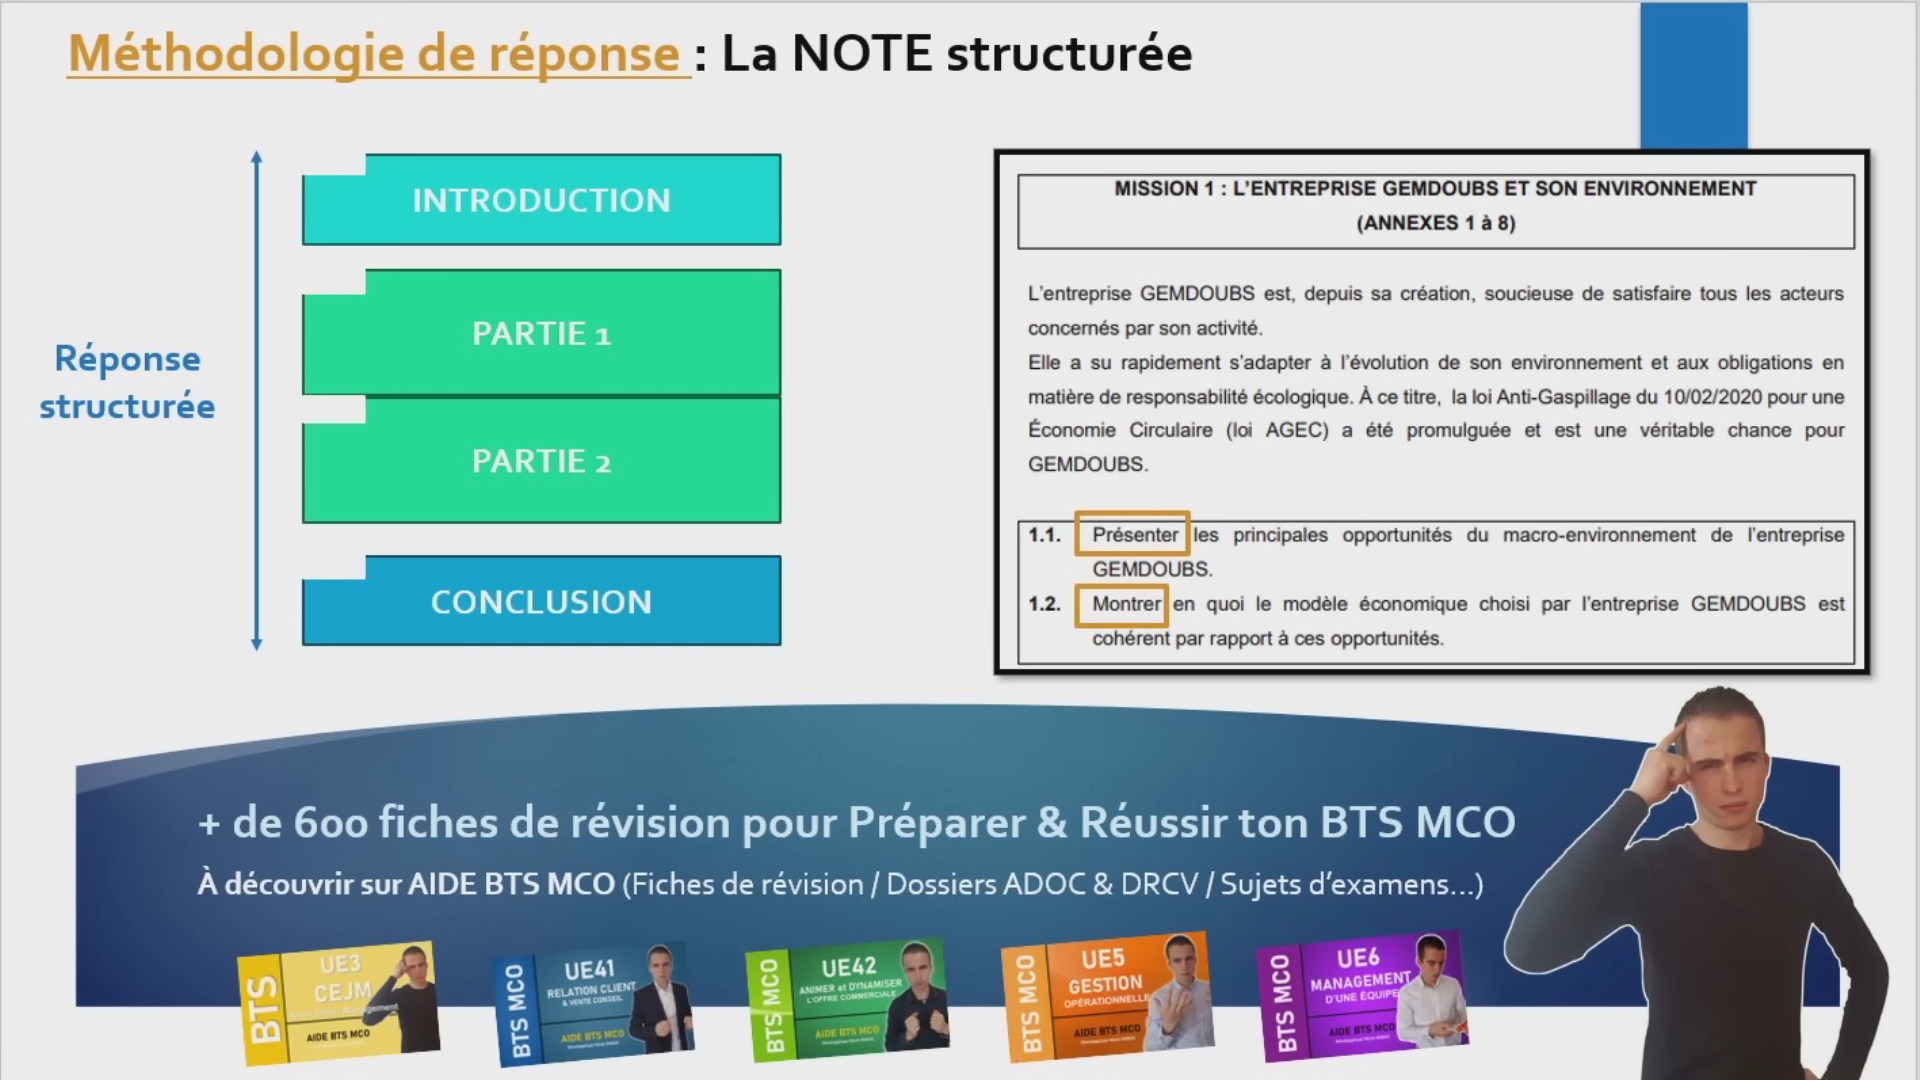 Méthodologie de réponse : La NOTE structurée
Réponse
structurée
INTRODUCTION
PARTIE 1
PARTIE 2
CONCLUSION
MISSION 1 : L'ENTREPRISE GEMDOUBS ET SON ENVIRONNEMENT
(ANNEXES 1 à 8)
L'entreprise GEMDOUBS est, depuis sa création, soucieuse de satisfaire tous les acteurs
concernés par son activité.
Elle a su rapidement s'adapter à l'évolution de son environnement et aux obligations en
matière de responsabilité écologique. À ce titre, la loi Anti-Gaspillage du 10/02/2020 pour une
Économie Circulaire (loi AGEC) a été promulguée et est une véritable chance pour
GEMDOUBS.
1.1. Présenter les principales opportunités du macro-environnement de l'entreprise
GEMDOUBS.
1.2. Montrer en quoi le modèle économique choisi par l'entreprise GEMDOUBS est
cohérent par rapport à ces opportunités.
+ de 600 fiches de révision pour Préparer & Réussir ton BTS MCO
À découvrir sur AIDE BTS MCO (Fiches de révision / Dossiers ADOC & DRCV / Sujets d'examens...)
BTS
UE3
CEJM
AIDE BTS MCO
BTS MCO
UE41
RELATION CLIENT
& VENTE CONSEIL
AIDE BTS MCO
BTS MCO
UE42
ANIMER et DYNAMISER
L'OFFRE COMMERCIALE
AIDE BTS MCO
BTS MCO
UE5
GESTION
OPÉRATIONNELLE
AIDE BTS MCO
BTS MCO
UE6
MANAGEMENT
D'UNE ÉQUIPE
AIDE BTS MCO